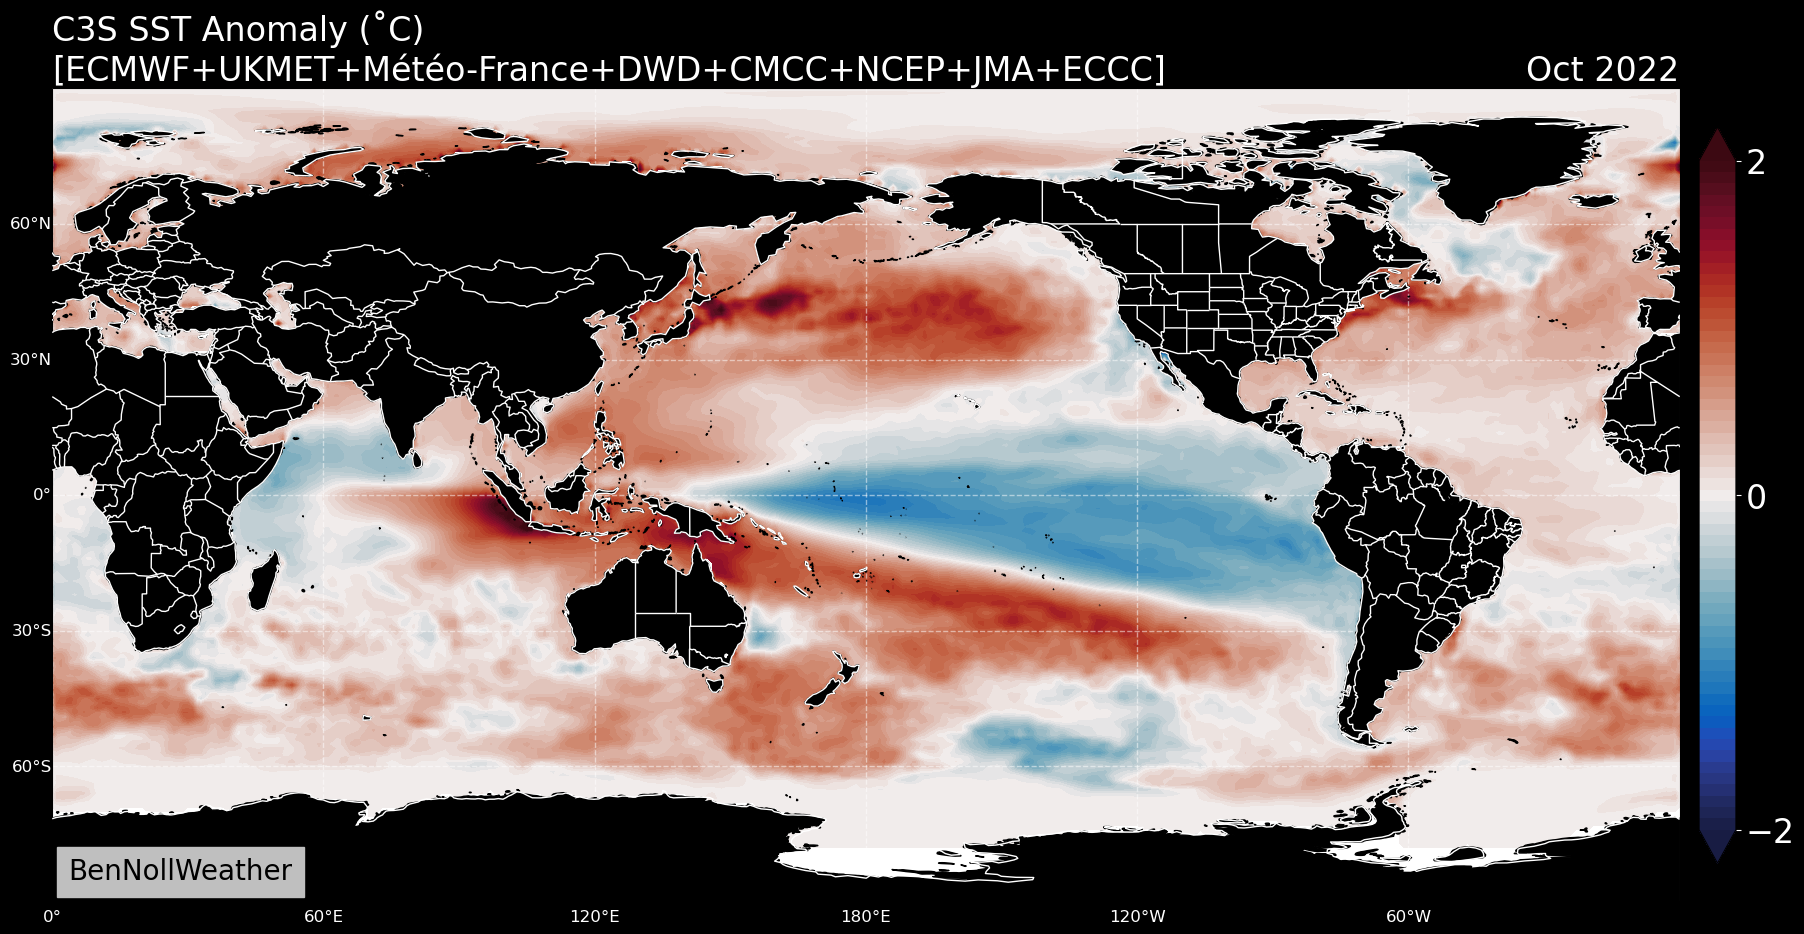 C3S SST Anomaly (˚C)
[ECMWF+UKMET+Météo-France+DWD+CMCC+NCEP+JMA+ECCC]
Oct 2022
2
60°N
30°N
0°
0
30°S
60°S
−2
BenNollWeather
0°
60°E
120°E
180°E
120°W
60°W